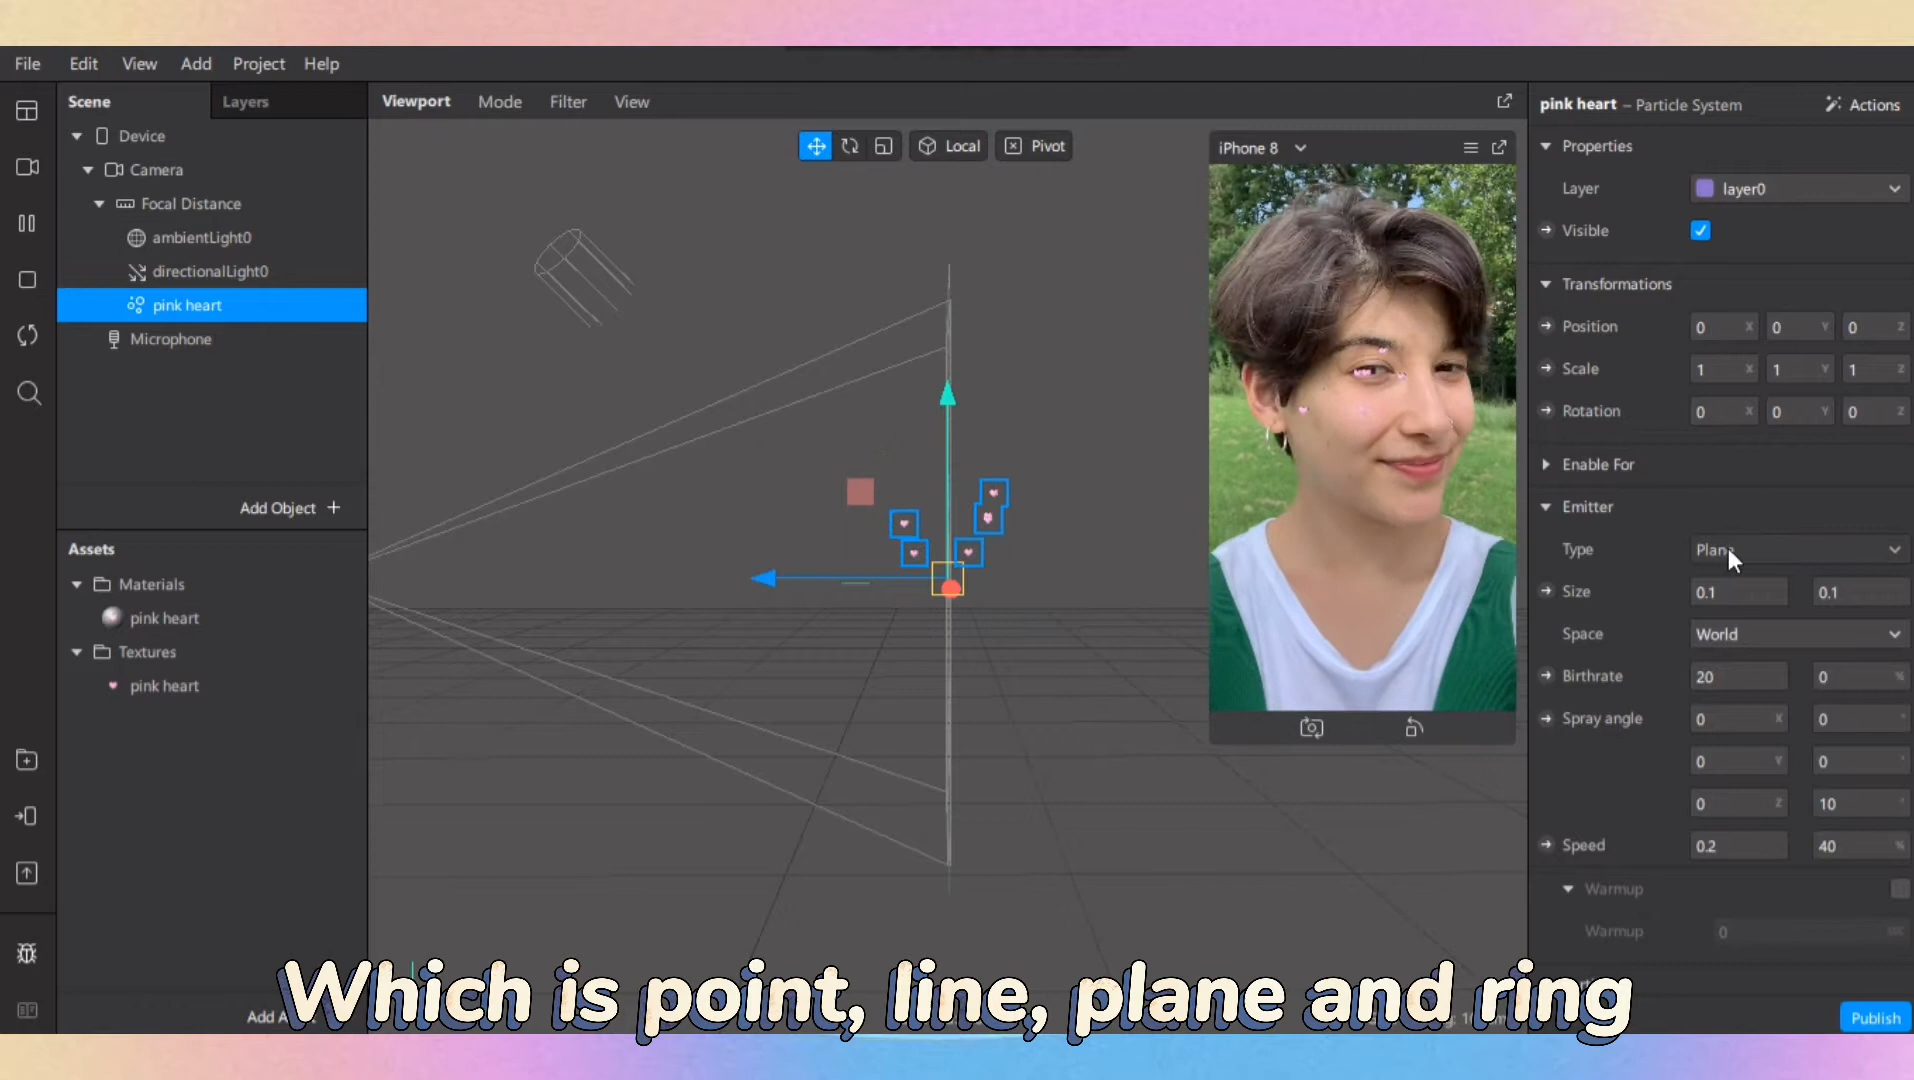 File Edit View Add Project Help
Scene Layers
Device
Camera
Focal Distance
ambientLight0
directionalLight0
pink heart
Microphone
Add Object +
Assets
Materials
pink heart
Textures
pink heart
Viewport Mode Filter View
Local Pivot
iPhone 8
pink heart – Particle System Actions
Properties
Layer layer0
Visible
Transformations
Position 0 X 0 Y 0 Z
Scale 1 X 1 Y 1 Z
Rotation 0 X 0 Y 0 Z
Enable For
Emitter
Type
Size 0.1 0.1
Space World
Birthrate 20 0 %
Spray angle 0 X 0 °
0 Y 0 °
0 Z 10 °
Speed 0.2 40 %
Warmup
Warmup 0
Add
Publish
Which is point, line, plane and ring